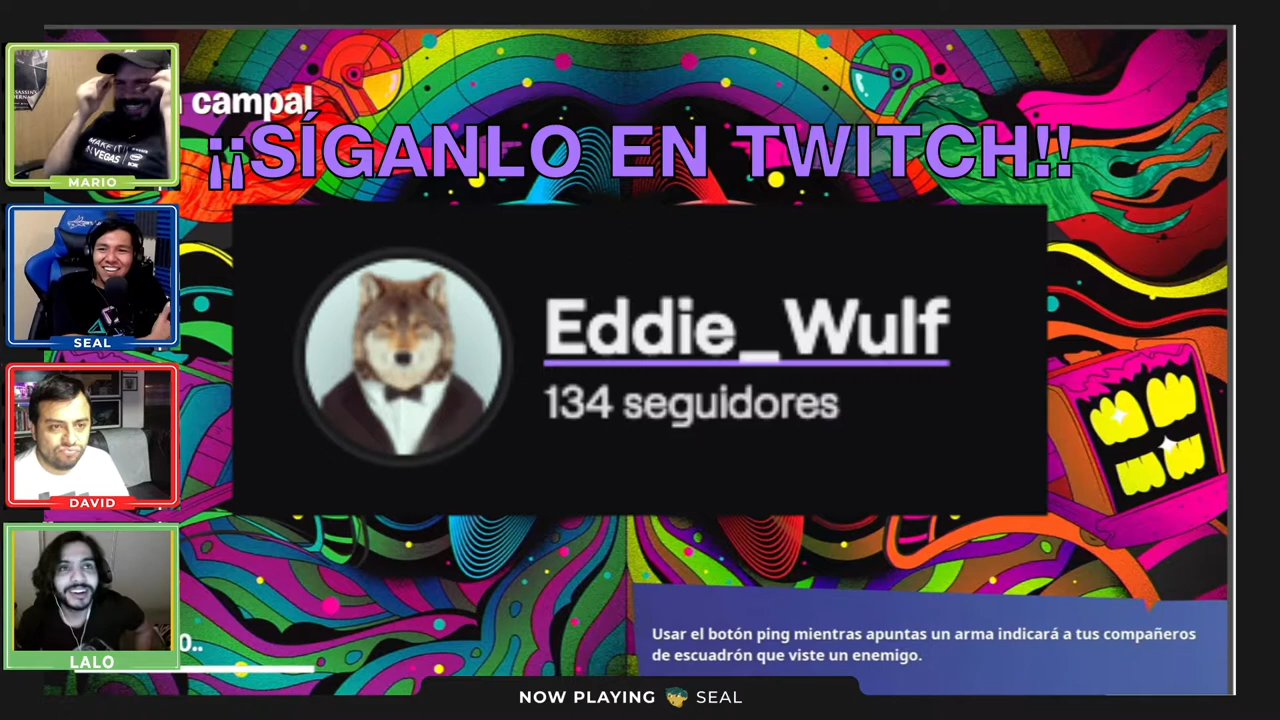 campal
¡¡SÍGANLO EN TWITCH!!
MARIO
SEAL
DAVID
LALO
Eddie_Wulf
134 seguidores
Usar el botón ping mientras apuntas un arma indicará a tus compañeros
de escuadrón que viste un enemigo.
NOW PLAYING SEAL